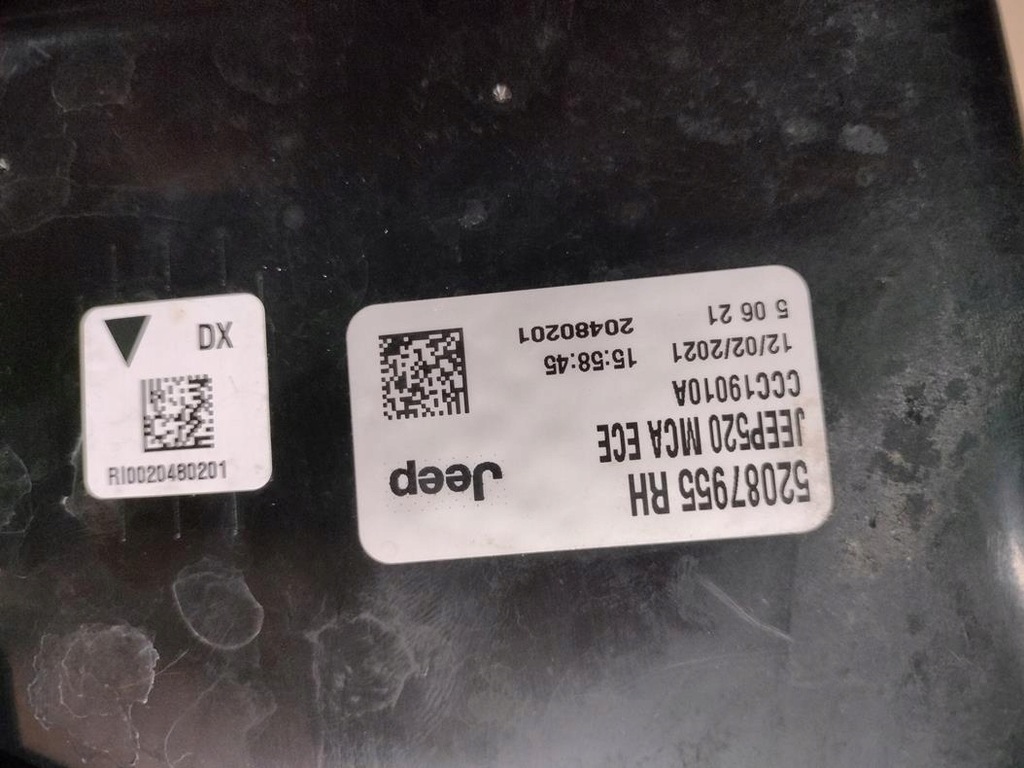 DX
RI0020480201
52087955 RH
JEEP520 MCA ECE
CCC19010A
12/02/2021 15:58:45
5 06 21 20480201
Jeep